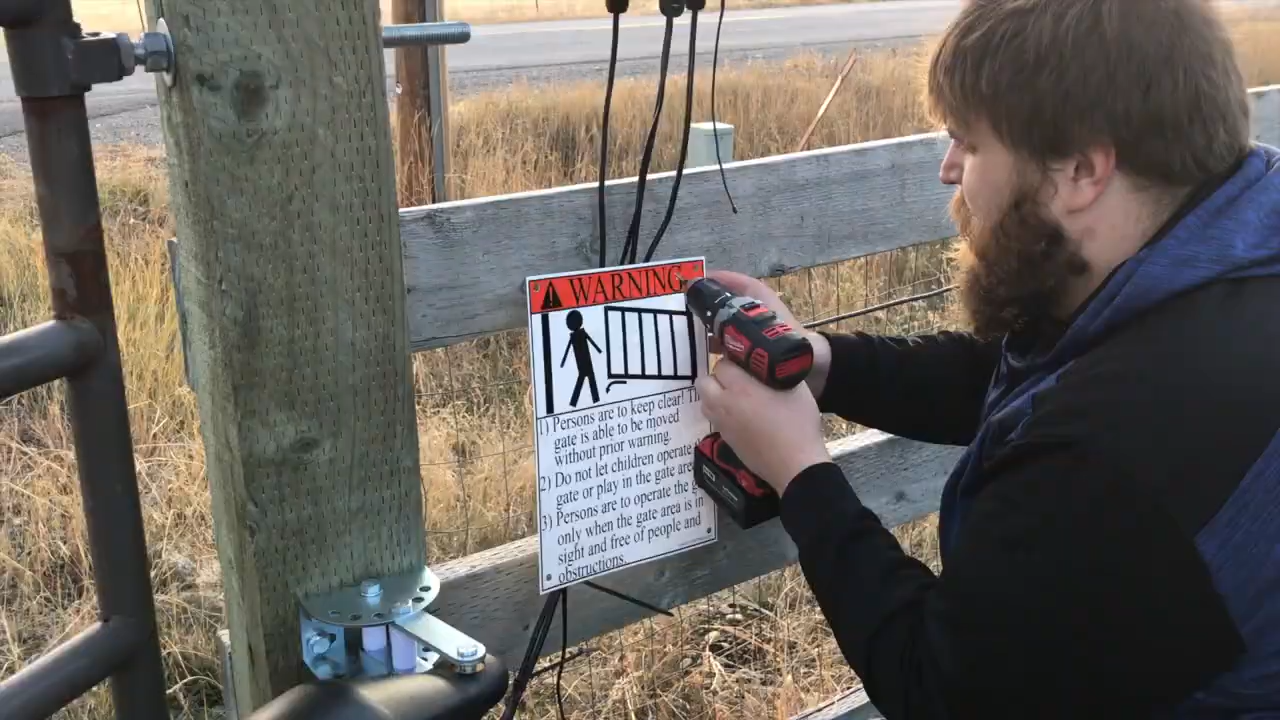 WARNING
1) Persons are to keep clear! Th
gate is able to be moved
without prior warning.
2) Do not let children operate
gate or play in the gate area
3) Persons are to operate the g
only when the gate area is in
sight and free of people and
obstructions.
Milwaukee